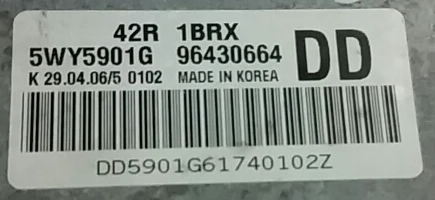 42R 1BRX
5WY5901G 96430664 DD
K 29.04.06/5 0102 MADE IN KOREA
DD5901G61740102Z